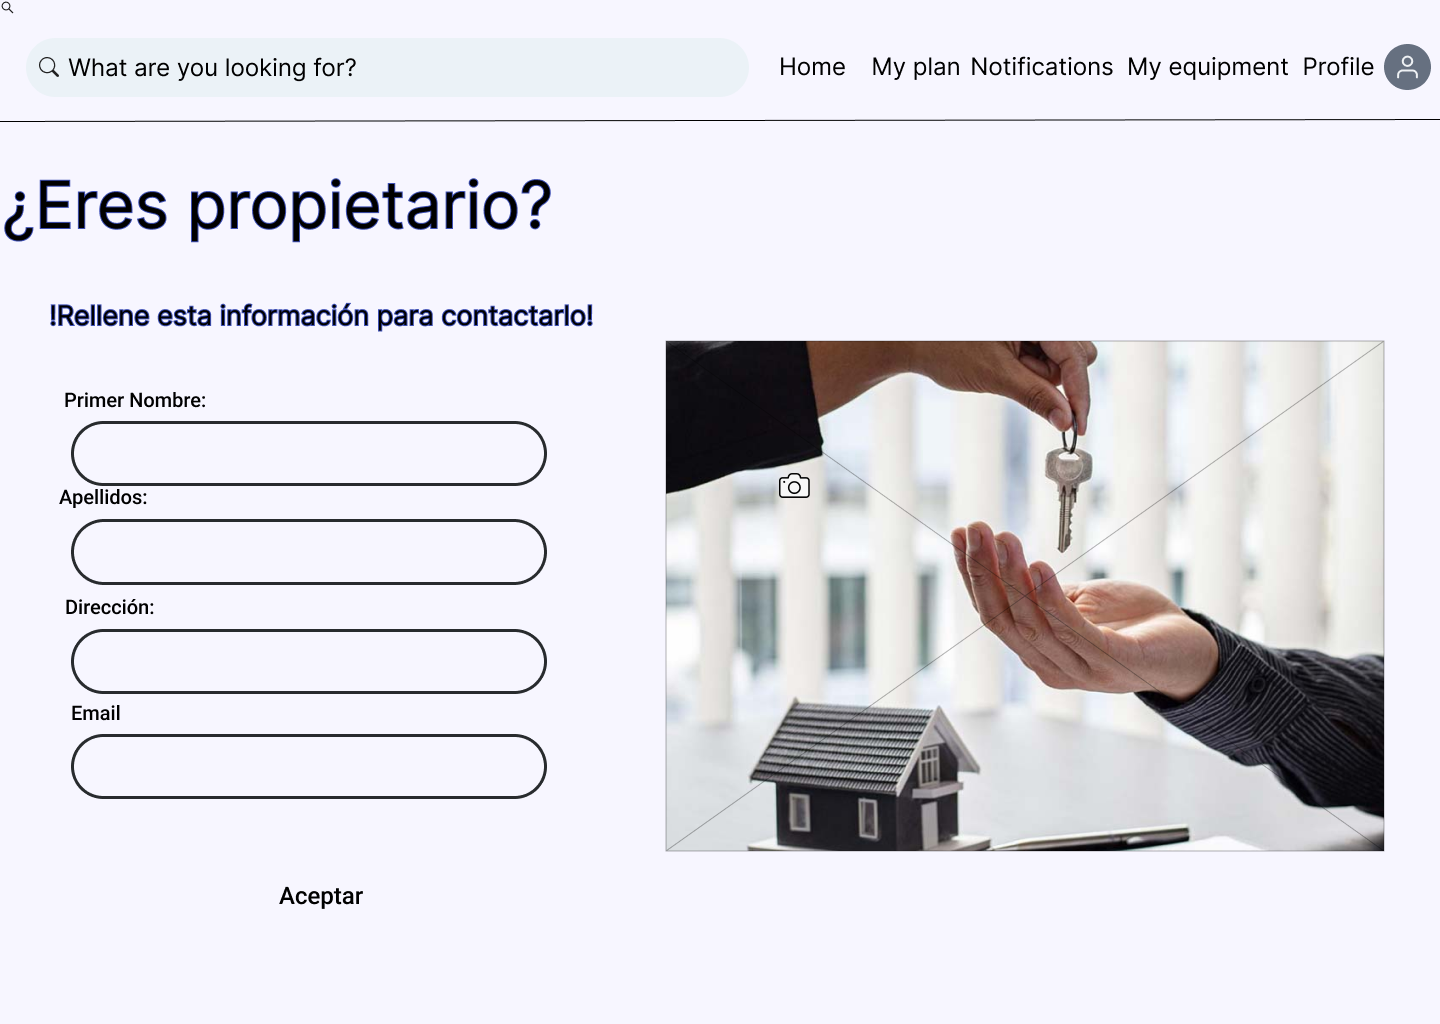 What are you looking for?
Home My plan Notifications My equipment Profile
¿Eres propietario?
!Rellene esta información para contactarlo!
Primer Nombre:
Apellidos:
Dirección:
Email
Aceptar